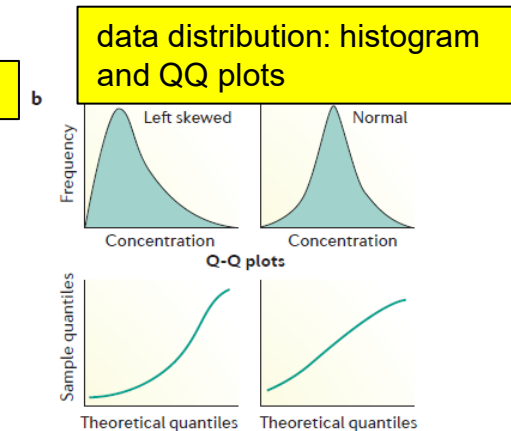 data distribution: histogram
and QQ plots
b
Left skewed
Normal
Frequency
Concentration
Concentration
Q-Q plots
Sample quantiles
Theoretical quantiles
Theoretical quantiles